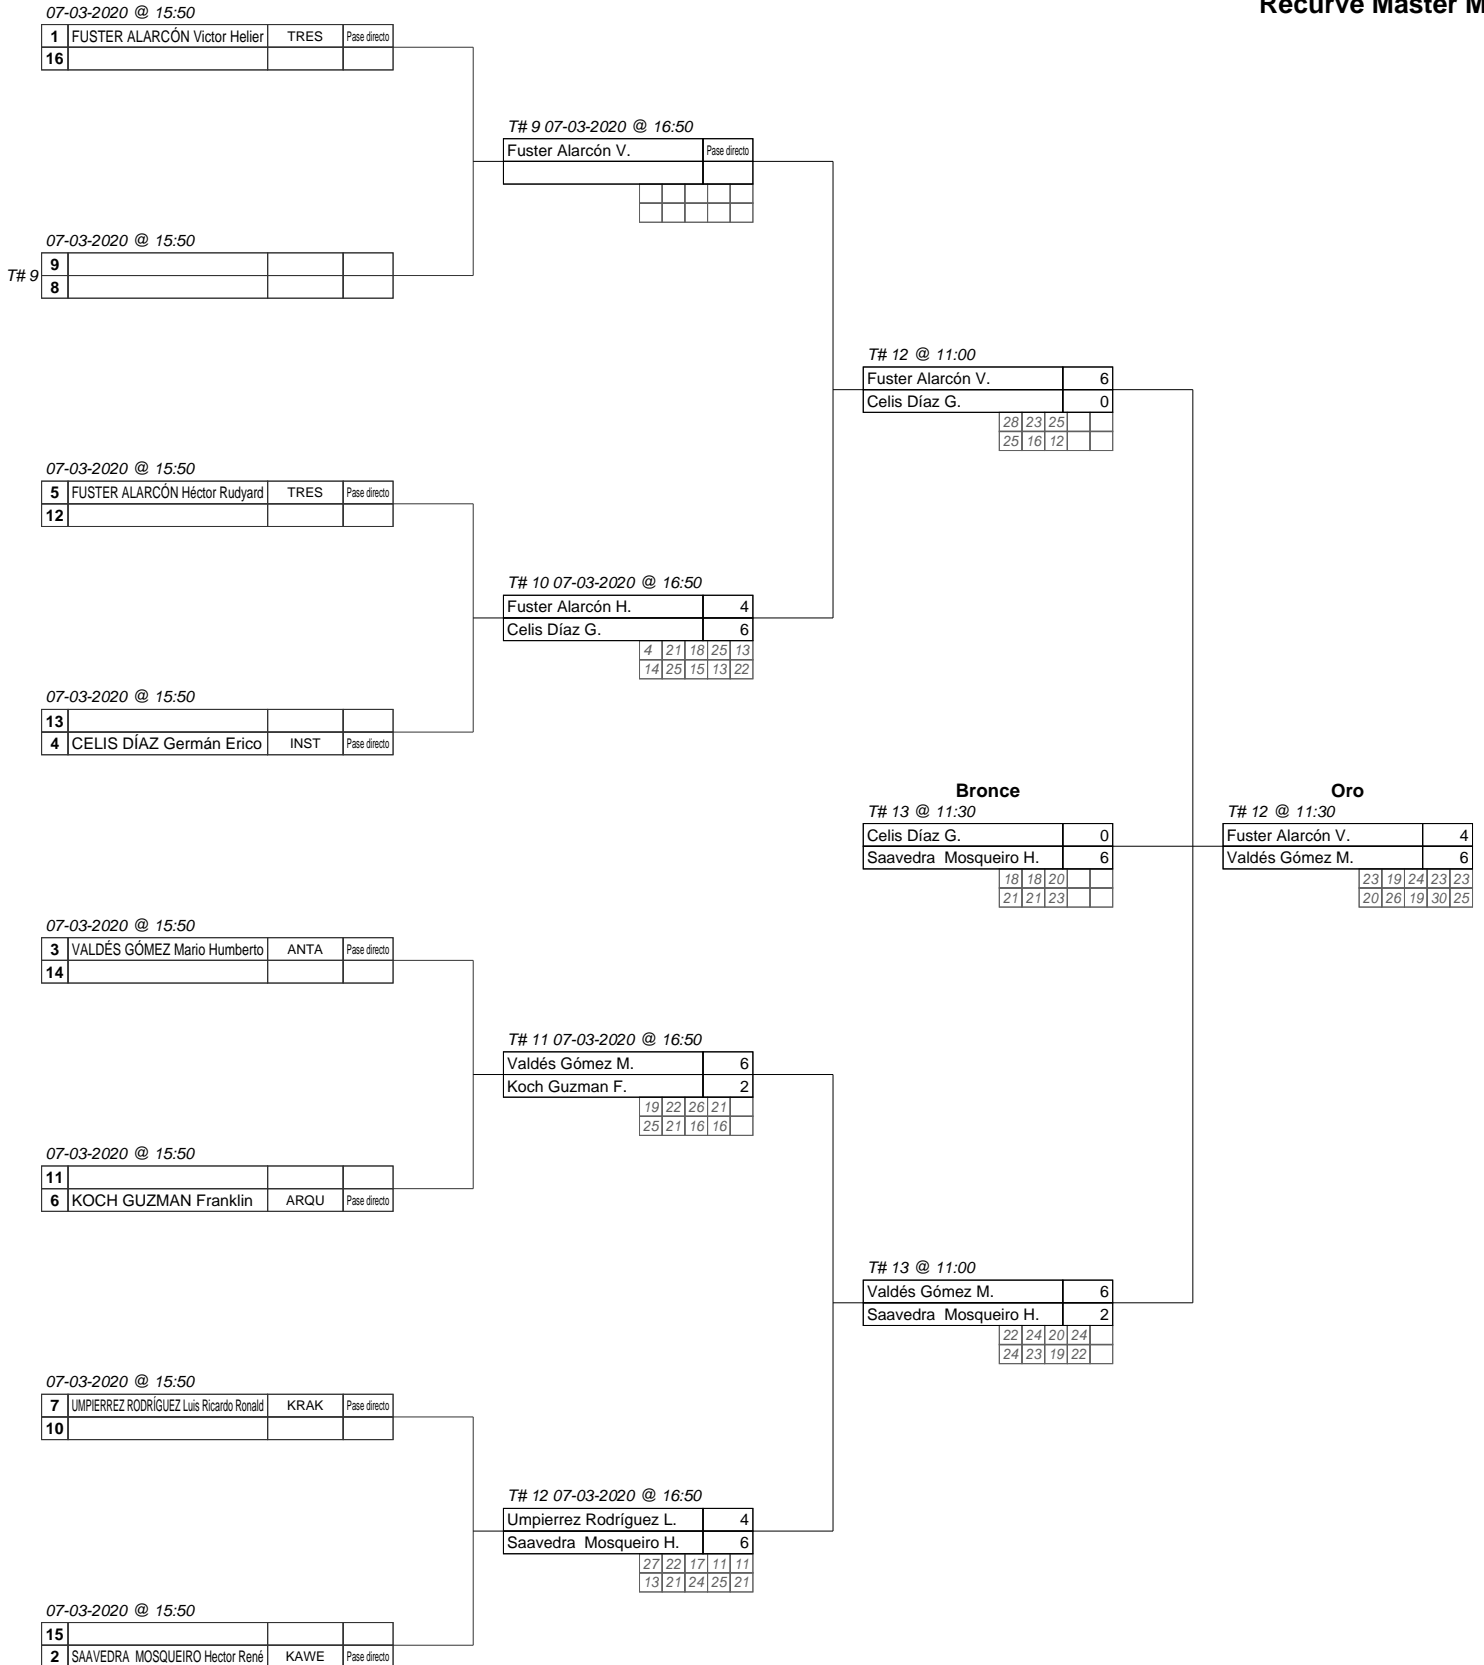 Recurve Master M
07-03-2020 @ 15:50
1 FUSTER ALARCÓN Victor Helier TRES Pase directo
16
T# 9 07-03-2020 @ 16:50
Fuster Alarcón V. Pase directo
07-03-2020 @ 15:50
T# 9
9
8
T# 12 @ 11:00
Fuster Alarcón V. 6
Celis Díaz G. 0
28 23 25
25 16 12
07-03-2020 @ 15:50
5 FUSTER ALARCÓN Héctor Rudyard TRES Pase directo
12
T# 10 07-03-2020 @ 16:50
Fuster Alarcón H. 4
Celis Díaz G. 6
4 21 18 25 13
14 25 15 13 22
07-03-2020 @ 15:50
13
4 CELIS DÍAZ Germán Erico INST Pase directo
Bronce
T# 13 @ 11:30
Celis Díaz G. 0
Saavedra Mosqueiro H. 6
18 18 20
21 21 23
Oro
T# 12 @ 11:30
Fuster Alarcón V. 4
Valdés Gómez M. 6
23 19 24 23 23
20 26 19 30 25
07-03-2020 @ 15:50
3 VALDÉS GÓMEZ Mario Humberto ANTA Pase directo
14
T# 11 07-03-2020 @ 16:50
Valdés Gómez M. 6
Koch Guzman F. 2
19 22 26 21
25 21 16 16
07-03-2020 @ 15:50
11
6 KOCH GUZMAN Franklin ARQU Pase directo
T# 13 @ 11:00
Valdés Gómez M. 6
Saavedra Mosqueiro H. 2
22 24 20 24
24 23 19 22
07-03-2020 @ 15:50
7 UMPIERREZ RODRÍGUEZ Luis Ricardo Ronald KRAK Pase directo
10
T# 12 07-03-2020 @ 16:50
Umpierrez Rodríguez L. 4
Saavedra Mosqueiro H. 6
27 22 17 11 11
13 21 24 25 21
07-03-2020 @ 15:50
15
2 SAAVEDRA MOSQUEIRO Hector René KAWE Pase directo